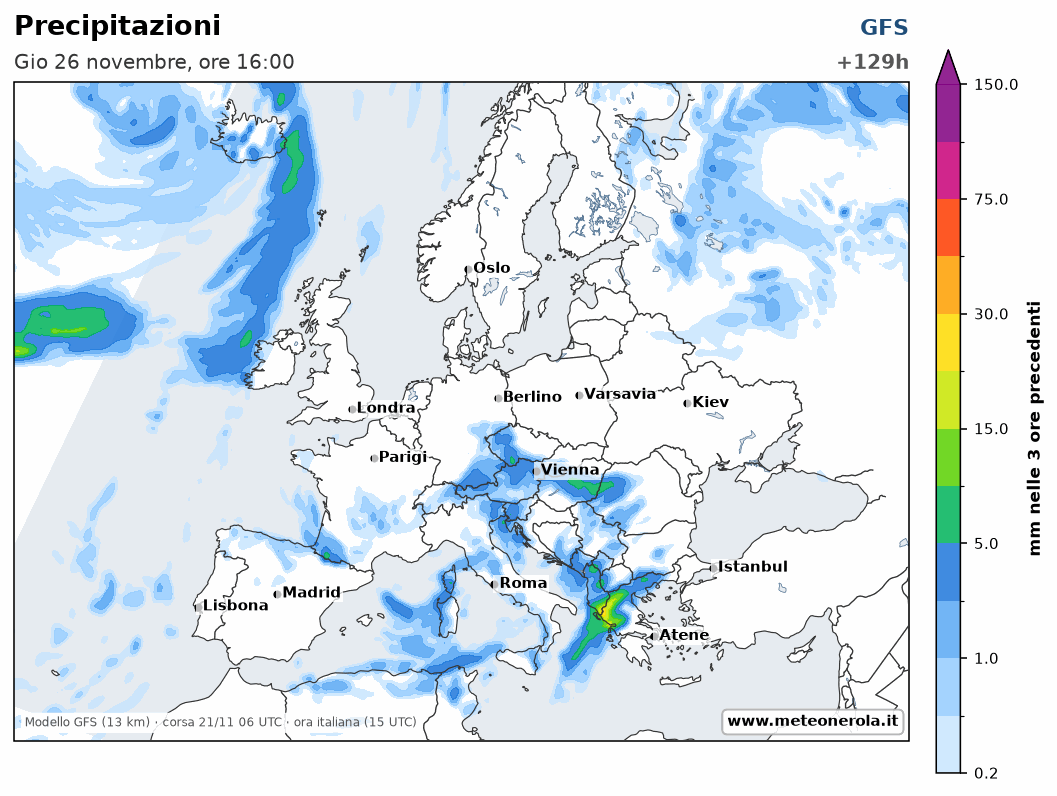 Precipitazioni
GFS
Gio 26 novembre, ore 16:00
+129h
150.0
75.0
30.0
15.0
5.0
1.0
0.2
mm nelle 3 ore precedenti
Oslo
Berlino
Varsavia
Kiev
Londra
Parigi
Vienna
Istanbul
Roma
Madrid
Lisbona
Atene
Modello GFS (13 km) · corsa 21/11 06 UTC · ora italiana (15 UTC)
www.meteonerola.it